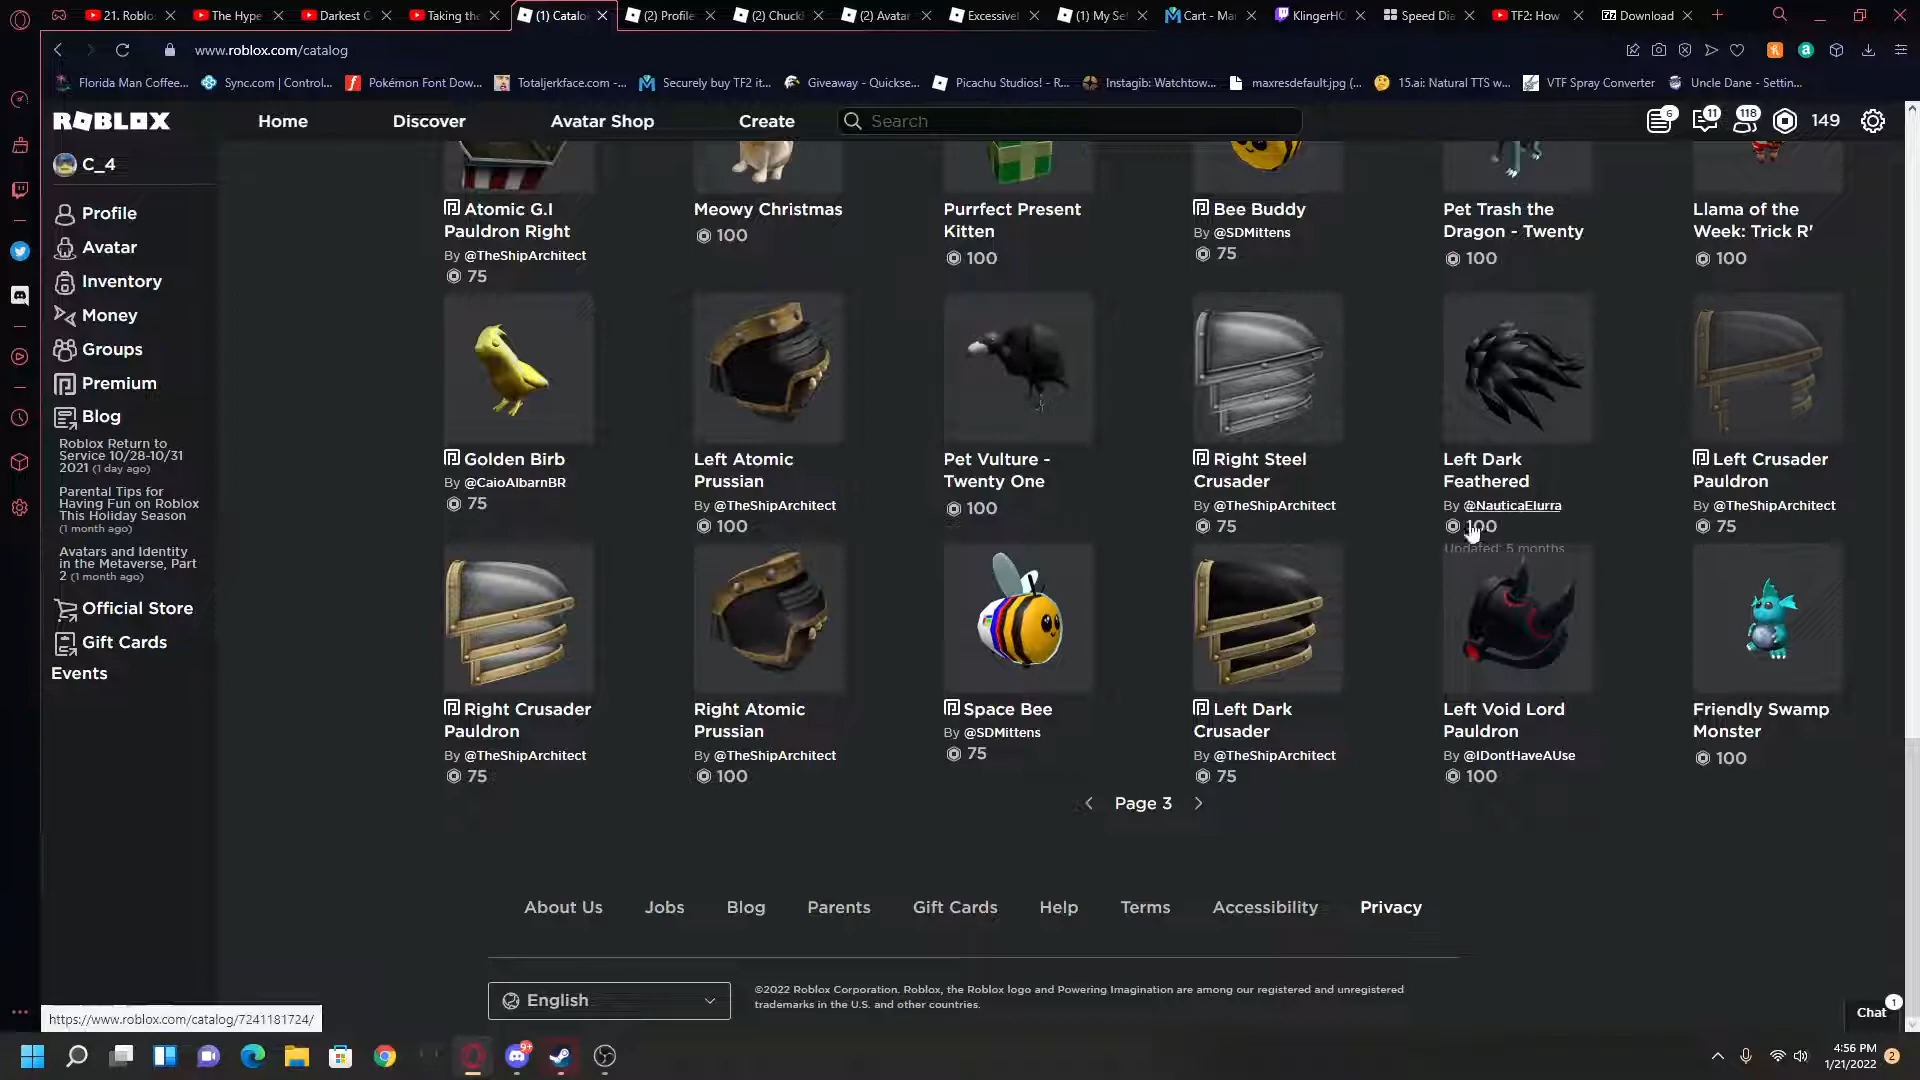 21. Roblo
The Hype
Darkest C
Taking the
(1) Catalo
(2) Profile
(2) Chuck!
(2) Avatar
Excessivel
(1) My Se
Cart - Ma
KlingerHC
Speed Dia
TF2: How
Download
www.roblox.com/catalog
Florida Man Coffee...
Sync.com | Control...
Pokémon Font Dow...
Totaljerkface.com -...
Securely buy TF2 it...
Giveaway - Quickse...
Picachu Studios! - R...
Instagib: Watchtow...
maxresdefault.jpg (...
15.ai: Natural TTS w...
VTF Spray Converter
Uncle Dane - Settin...
ROBLOX
Home
Discover
Avatar Shop
Create
Search
6
11
118
149
C_4
Profile
Avatar
Inventory
Money
Groups
Premium
Blog
Roblox Return to
Service 10/28-10/31
2021 (1 day ago)
Parental Tips for
Having Fun on Roblox
This Holiday Season
(1 month ago)
Avatars and Identity
in the Metaverse, Part
2 (1 month ago)
Official Store
Gift Cards
Events
Atomic G.I
Pauldron Right
By @TheShipArchitect
75
Meowy Christmas
100
Purrfect Present
Kitten
100
Bee Buddy
By @SDMittens
75
Pet Trash the
Dragon - Twenty
100
Llama of the
Week: Trick R'
100
Golden Birb
By @CaioAlbarnBR
75
Left Atomic
Prussian
By @TheShipArchitect
100
Pet Vulture -
Twenty One
100
Right Steel
Crusader
By @TheShipArchitect
75
Left Dark
Feathered
By @NauticaElurra
100
Updated: 5 months
Left Crusader
Pauldron
By @TheShipArchitect
75
Right Crusader
Pauldron
By @TheShipArchitect
75
Right Atomic
Prussian
By @TheShipArchitect
100
Space Bee
By @SDMittens
75
Left Dark
Crusader
By @TheShipArchitect
75
Left Void Lord
Pauldron
By @IDontHaveAUse
100
Friendly Swamp
Monster
100
Page 3
About Us
Jobs
Blog
Parents
Gift Cards
Help
Terms
Accessibility
Privacy
English
©2022 Roblox Corporation. Roblox, the Roblox logo and Powering Imagination are among our registered and unregistered
trademarks in the U.S. and other countries.
Chat
1
https://www.roblox.com/catalog/7241181724/
9+
4:56 PM
1/21/2022
2